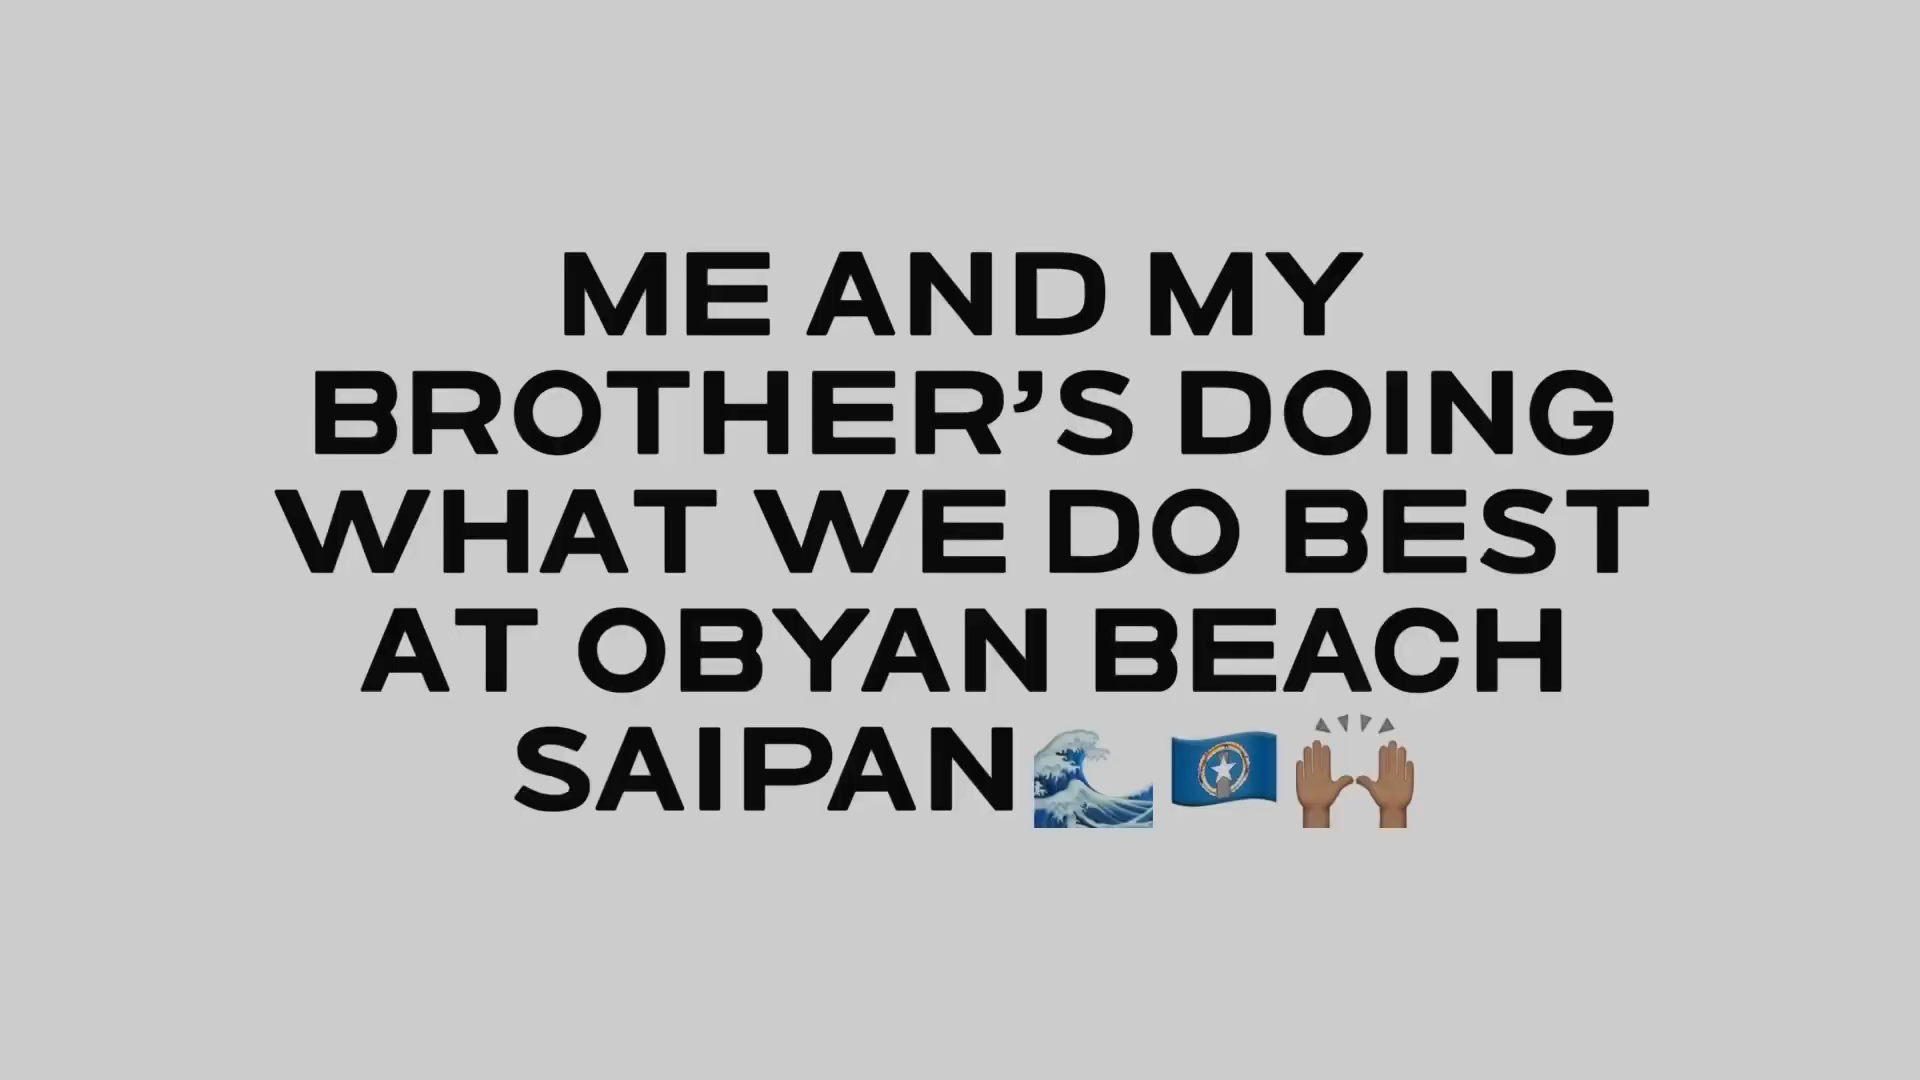 ME AND MY
BROTHER’S DOING
WHAT WE DO BEST
AT OBYAN BEACH
SAIPAN🌊🇲🇵🙌🏽